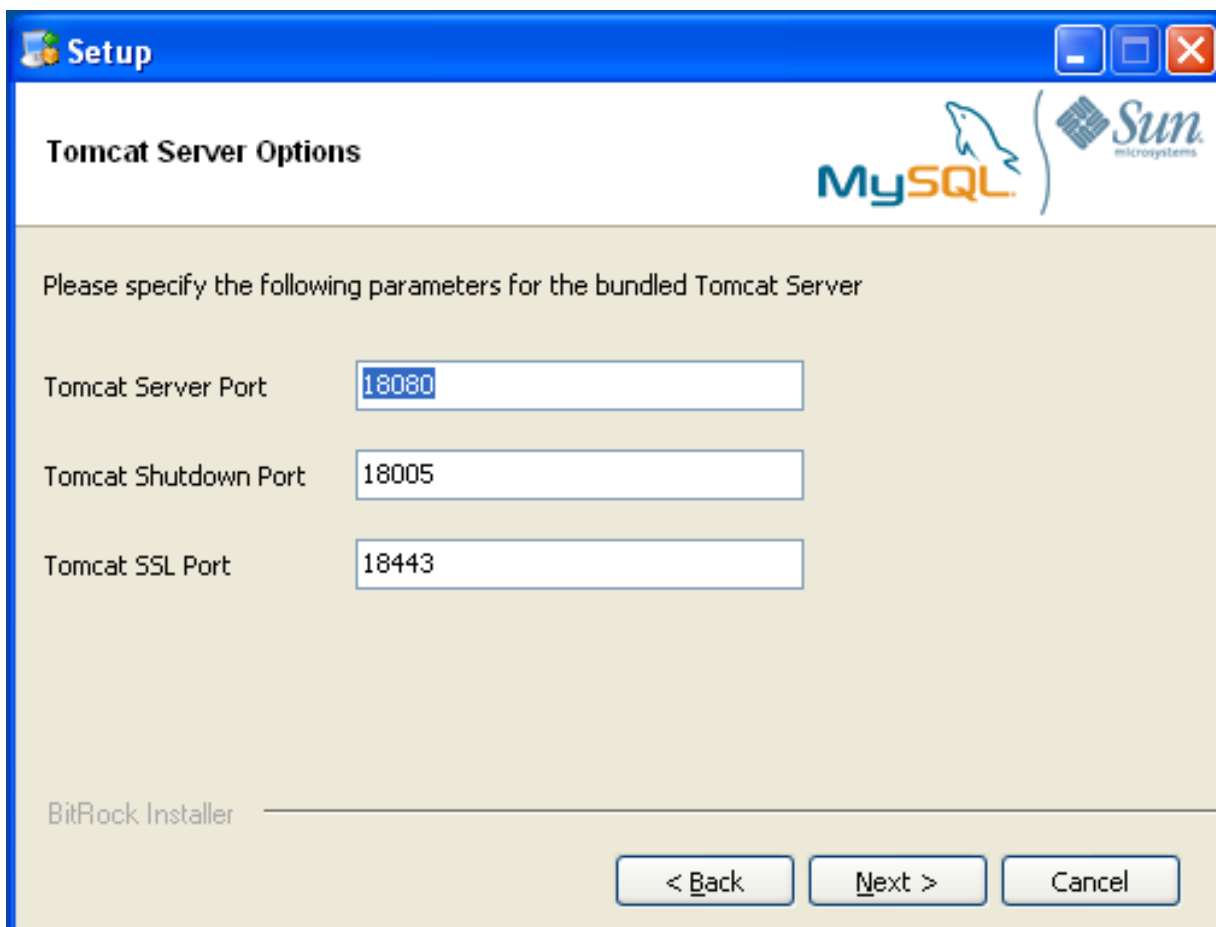 Setup
Tomcat Server Options
MySQL
Sun
microsystems
Please specify the following parameters for the bundled Tomcat Server
Tomcat Server Port 18080
Tomcat Shutdown Port 18005
Tomcat SSL Port 18443
BitRock Installer
< Back Next > Cancel